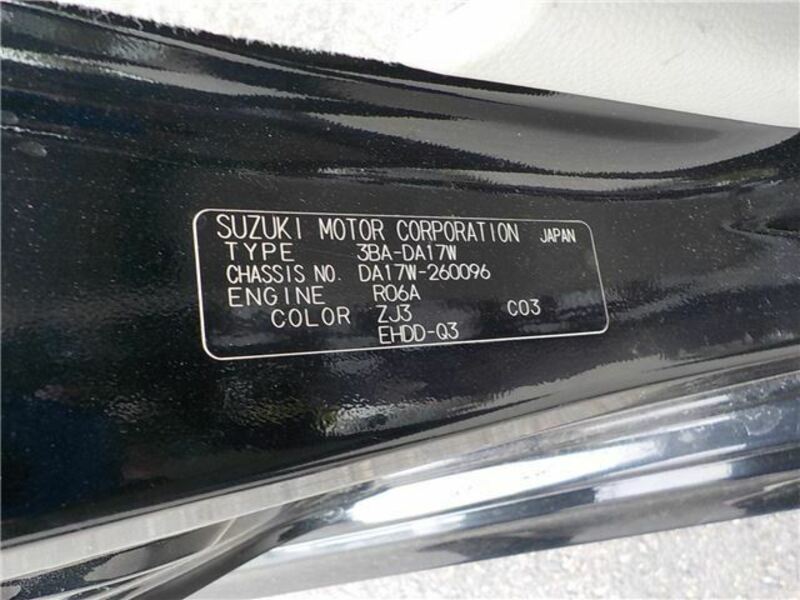 SUZUKI MOTOR CORPORATION JAPAN
TYPE 3BA-DA17W
CHASSIS NO. DA17W-260096
ENGINE R06A
COLOR ZJ3 C03
EHDD-Q3